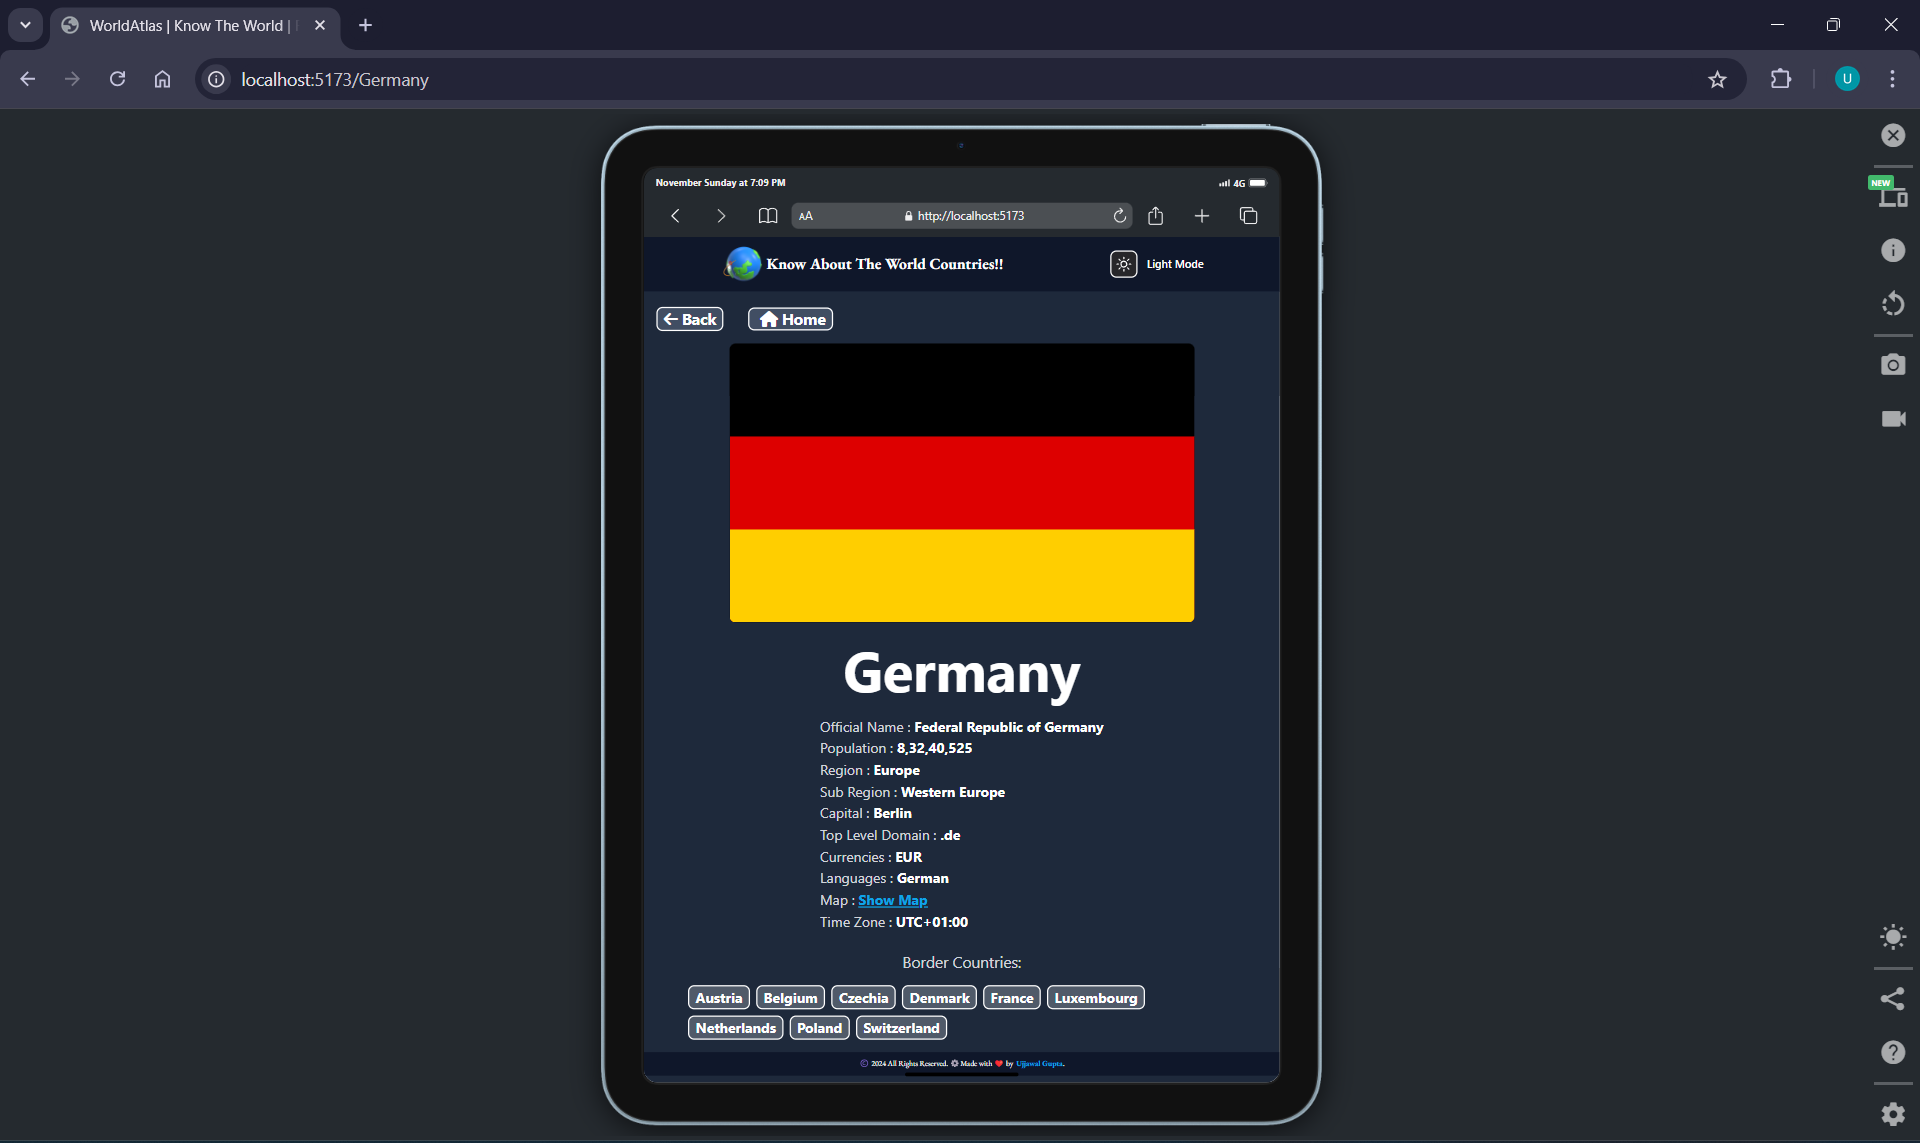 WorldAtlas | Know The World |
localhost:5173/Germany
U
NEW
November Sunday at 7:09 PM
4G
AA
http://localhost:5173
Know About The World Countries!!
Light Mode
Back
Home
Germany
Official Name : Federal Republic of Germany
Population : 8,32,40,525
Region : Europe
Sub Region : Western Europe
Capital : Berlin
Top Level Domain : .de
Currencies : EUR
Languages : German
Map : Show Map
Time Zone : UTC+01:00
Border Countries:
Austria Belgium Czechia Denmark France Luxembourg
Netherlands Poland Switzerland
© 2024 All Rights Reserved. Made with ❤ by Ujjawal Gupta.